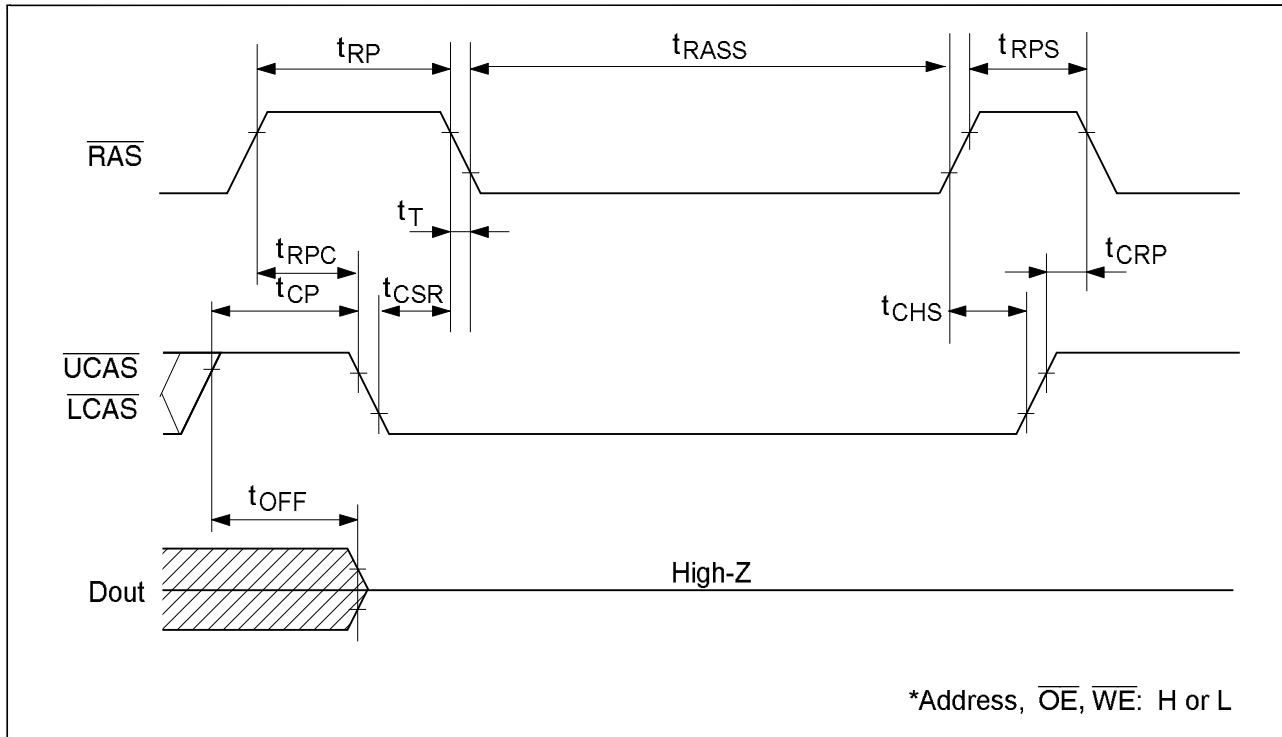 tRP
tRASS
tRPS
RAS
tT
tRPC
tCRP
tCP
tCSR
tCHS
UCAS
LCAS
tOFF
Dout
High-Z
*Address, OE, WE: H or L